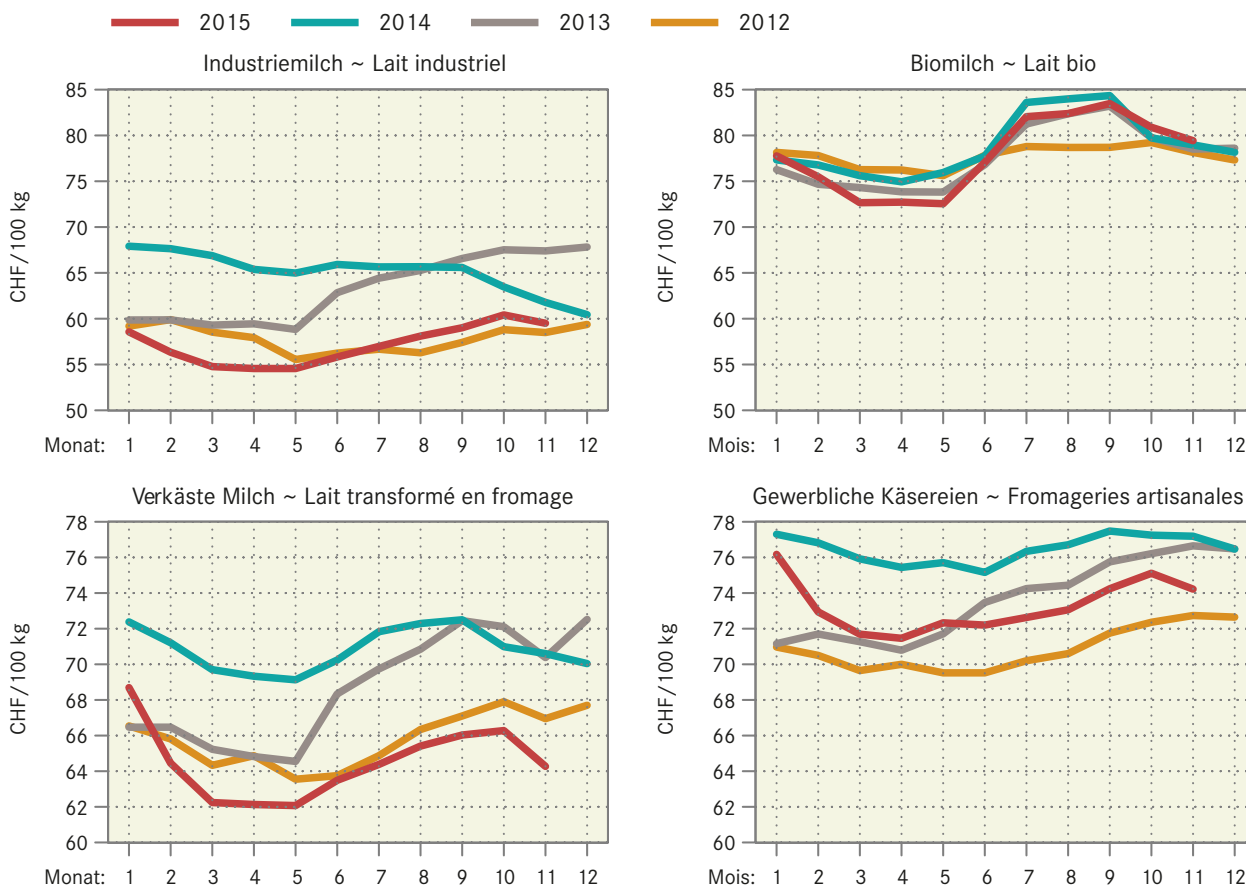 2015 2014 2013 2012
Industriemilch ~ Lait industriel
CHF/100 kg
85
80
75
70
65
60
55
50
Monat: 1 2 3 4 5 6 7 8 9 10 11 12
Biomilch ~ Lait bio
CHF/100 kg
85
80
75
70
65
60
55
50
Mois: 1 2 3 4 5 6 7 8 9 10 11 12
Verkäste Milch ~ Lait transformé en fromage
CHF/100 kg
78
76
74
72
70
68
66
64
62
60
Monat: 1 2 3 4 5 6 7 8 9 10 11 12
Gewerbliche Käsereien ~ Fromageries artisanales
CHF/100 kg
78
76
74
72
70
68
66
64
62
60
Mois: 1 2 3 4 5 6 7 8 9 10 11 12